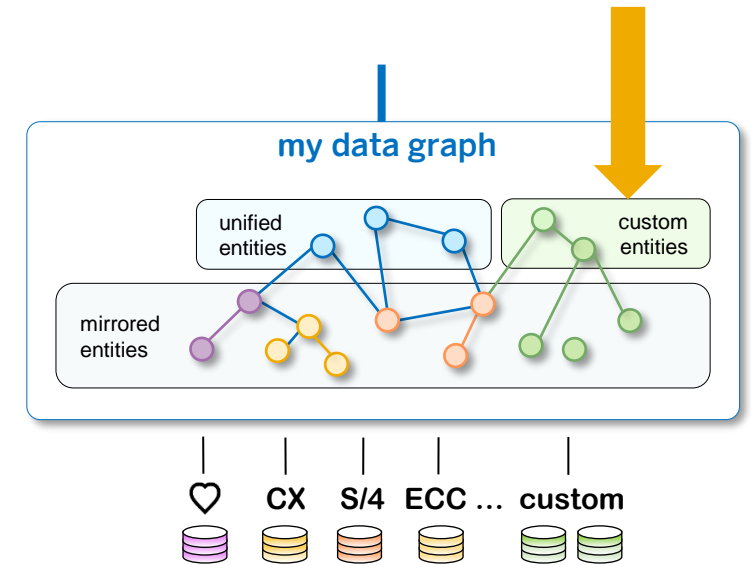 my data graph
unified
entities
custom
entities
mirrored
entities
CX S/4 ECC ... custom